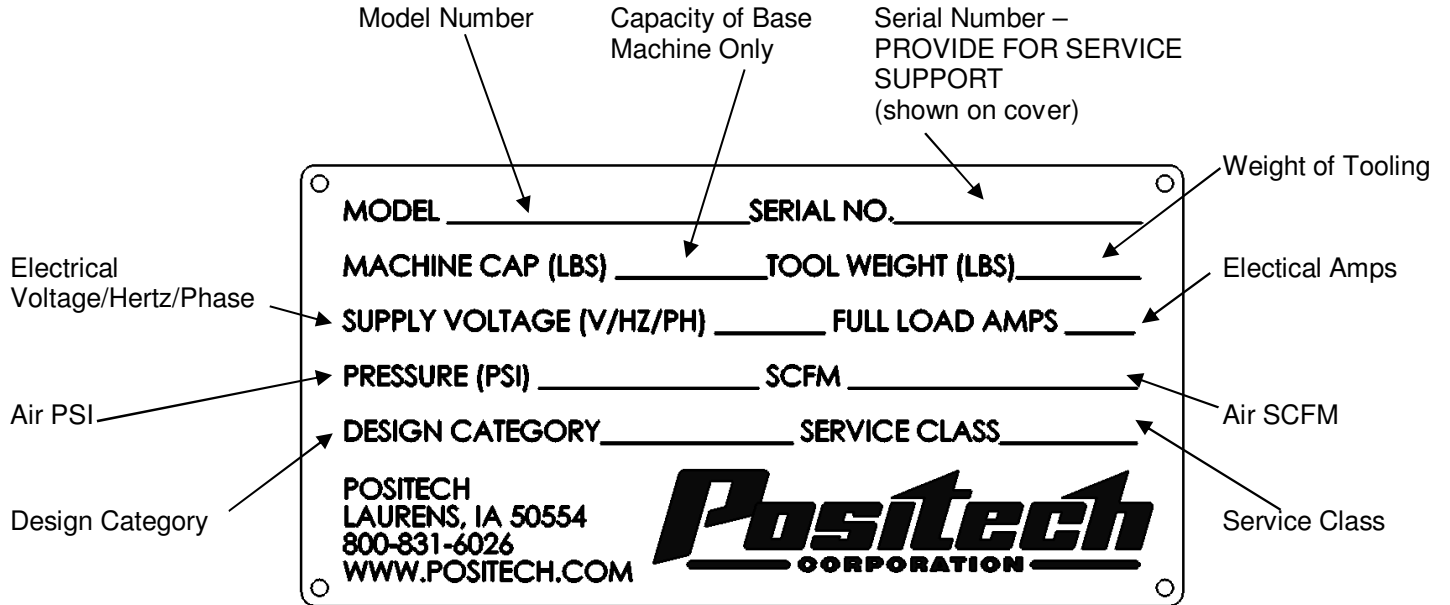 Model Number
Capacity of Base
Machine Only
Serial Number –
PROVIDE FOR SERVICE
SUPPORT
(shown on cover)
Weight of Tooling
MODEL SERIAL NO.
Electrical
Voltage/Hertz/Phase
MACHINE CAP (LBS) TOOL WEIGHT (LBS)
Electical Amps
SUPPLY VOLTAGE (V/HZ/PH) FULL LOAD AMPS
PRESSURE (PSI) SCFM
Air PSI
Air SCFM
DESIGN CATEGORY SERVICE CLASS
Design Category
Service Class
POSITECH
LAURENS, IA 50554
800-831-6026
WWW.POSITECH.COM
Positech
CORPORATION